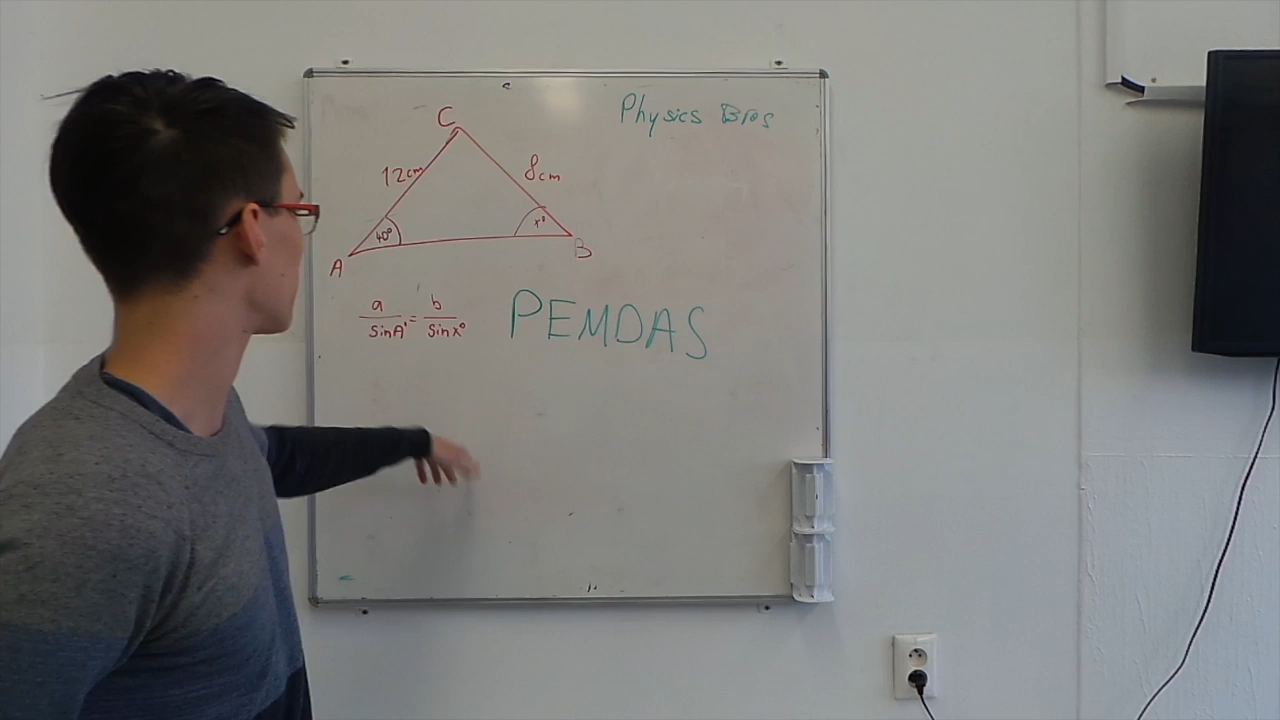 Physics Bros
C
12cm
8cm
40°
x°
A
B
a/SinA = b/Sinx°
PEMDAS